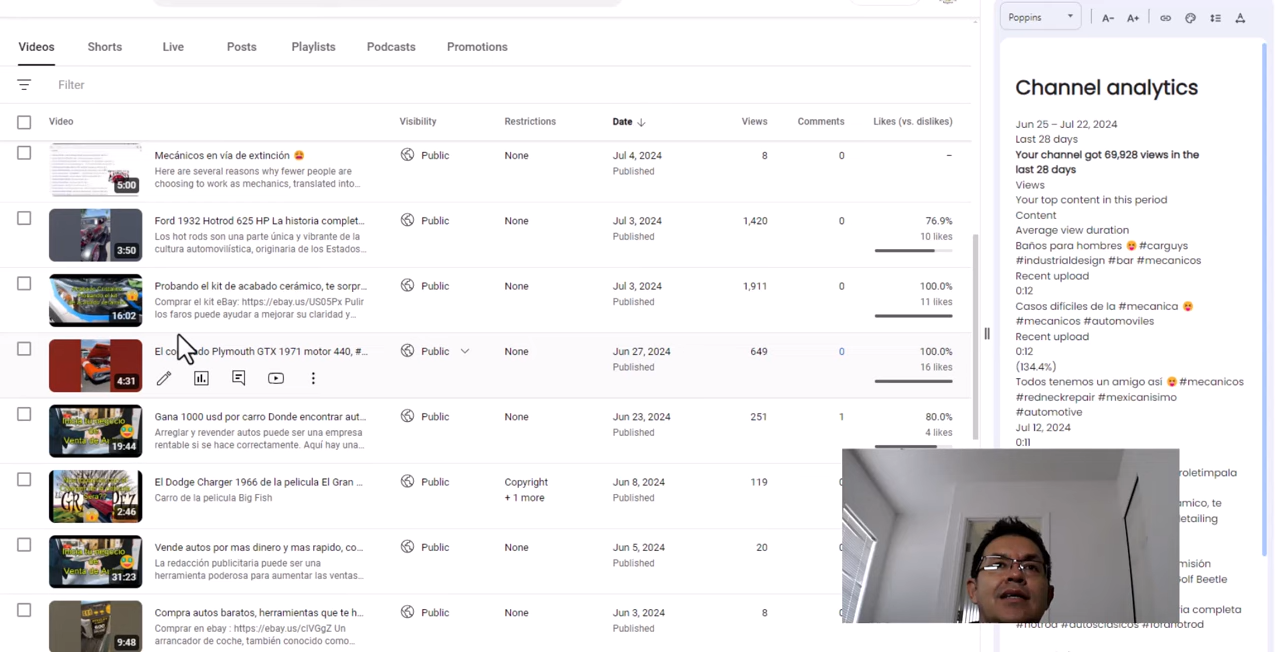 Poppins
A-
A+
Videos
Shorts
Live
Posts
Playlists
Podcasts
Promotions
Filter
Video
Visibility
Restrictions
Date
Views
Comments
Likes (vs. dislikes)
5:00
Mecánicos en vía de extinción
Here are several reasons why fewer people are
choosing to work as mechanics, translated into...
Public
None
Jul 4, 2024
Published
8
0
–
3:50
Ford 1932 Hotrod 625 HP La historia complet...
Los hot rods son una parte única y vibrante de la
cultura automovilística, originaria de los Estados...
Public
None
Jul 3, 2024
Published
1,420
0
76.9%
10 likes
16:02
Probando el kit de acabado cerámico, te sorpr...
Comprar el kit eBay: https://ebay.us/US05Px Pulir
los faros puede ayudar a mejorar su claridad y...
Public
None
Jul 3, 2024
Published
1,911
0
100.0%
11 likes
4:31
El Plymouth GTX 1971 motor 440, #...
Public
None
Jun 27, 2024
Published
649
0
100.0%
16 likes
19:44
Gana 1000 usd por carro Donde encontrar aut...
Arreglar y revender autos puede ser una empresa
rentable si se hace correctamente. Aquí hay una...
Public
None
Jun 23, 2024
Published
251
1
80.0%
4 likes
2:46
El Dodge Charger 1966 de la pelicula El Gran ...
Carro de la pelicula Big Fish
Public
Copyright
+ 1 more
Jun 8, 2024
Published
119
31:23
Vende autos por mas dinero y mas rapido, co...
La redacción publicitaria puede ser una
herramienta poderosa para aumentar las ventas...
Public
None
Jun 5, 2024
Published
20
9:48
Compra autos baratos, herramientas que te h...
Comprar en ebay : https://ebay.us/cIVGgZ Un
arrancador de coche, también conocido como...
Public
None
Jun 3, 2024
Published
8
Channel analytics
Jun 25 – Jul 22, 2024
Last 28 days
Your channel got 69,928 views in the
last 28 days
Views
Your top content in this period
Content
Average view duration
Baños para hombres #carguys
#industrialdesign #bar #mecanicos
Recent upload
0:12
Casos difíciles de la #mecanica
#mecanicos #automoviles
Recent upload
0:12
(134.4%)
Todos tenemos un amigo asi #mecanicos
#redneckrepair #mexicanisimo
#automotive
Jul 12, 2024
0:11
roletimpala
imico, te
etailing
misión
olf Beetle
ía completa
#hotrod #autosclasicos #fordhotrod